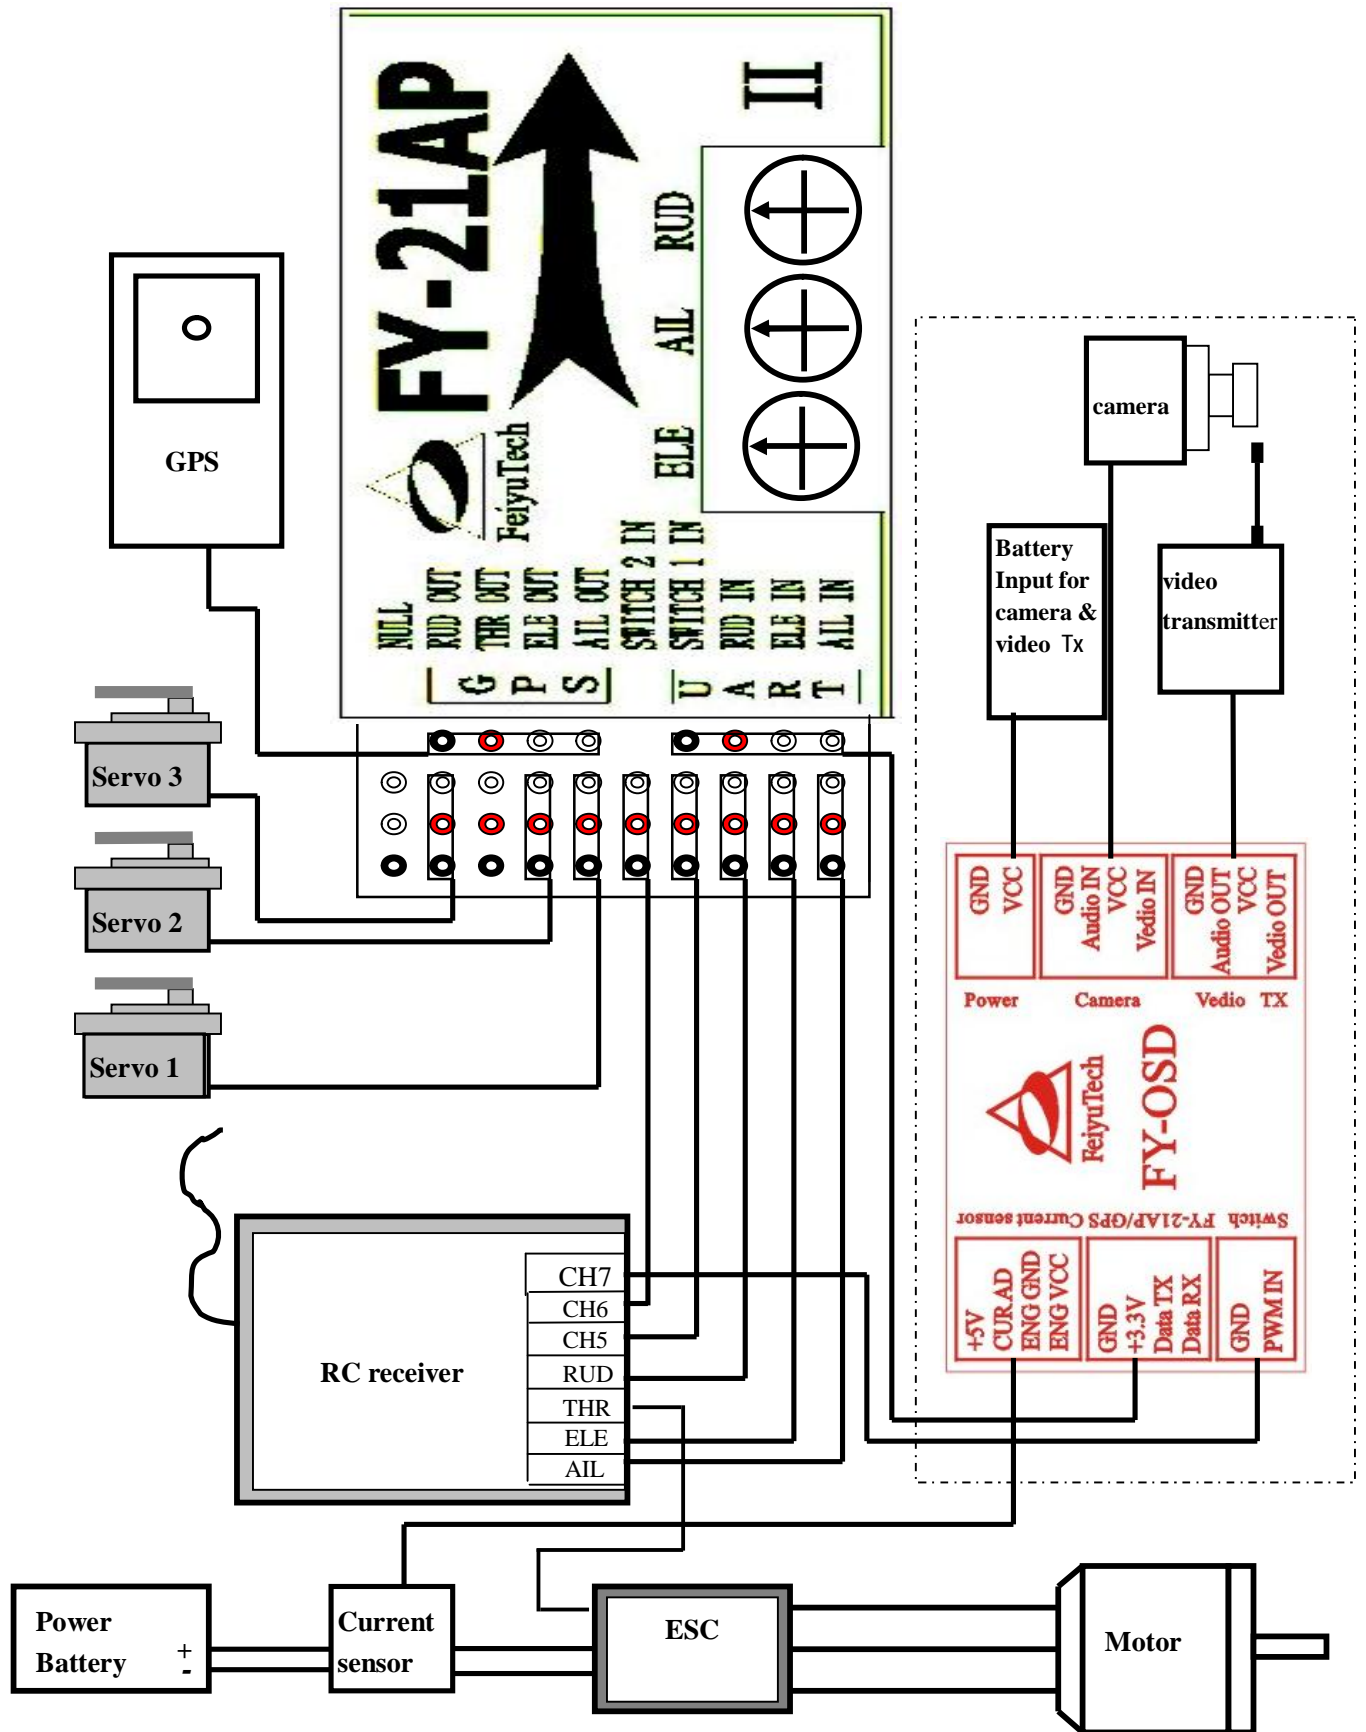 FY-21AP
II
FeiyuTech
ELE AIL RUD
NULL
RUD OUT
THR OUT
ELE OUT
AIL OUT
SWITCH 2 IN
SWITCH 1 IN
RUD IN
ELE IN
AIL IN
GPS
UART
GPS
Servo 3
Servo 2
Servo 1
camera
Battery
Input for
camera &
video Tx
video
transmitter
GND
VCC
GND
Audio IN
VCC
Vedio IN
GND
Audio OUT
VCC
Vedio OUT
Power
Camera
Vedio TX
FeiyuTech
FY-OSD
Switch FY-21AP/GPS Current sensor
+5V
CUR AD
ENG GND
ENG VCC
GND
+3.3V
Data TX
Data RX
GND
PWM IN
RC receiver
CH7
CH6
CH5
RUD
THR
ELE
AIL
Power
Battery
+
-
Current
sensor
ESC
Motor